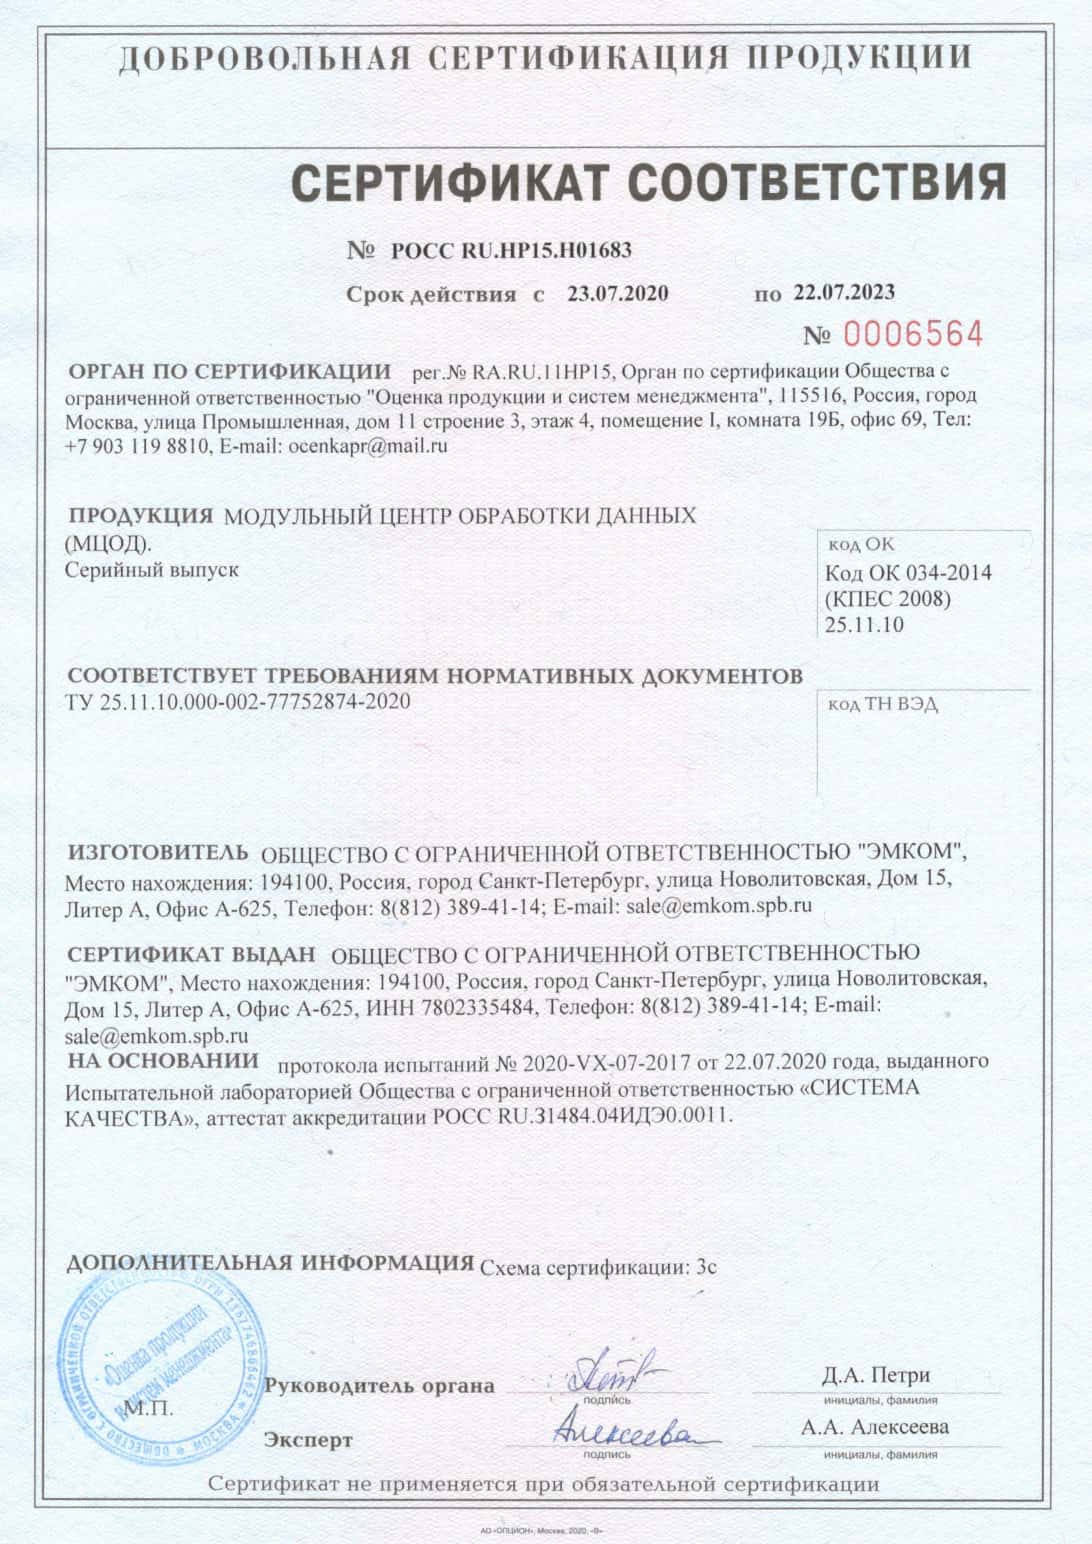 ДОБРОВОЛЬНАЯ СЕРТИФИКАЦИЯ ПРОДУКЦИИ
СЕРТИФИКАТ СООТВЕТСТВИЯ
№ РОСС RU.НР15.Н01683
Срок действия с 23.07.2020 по 22.07.2023
№ 0006564
ОРГАН ПО СЕРТИФИКАЦИИ рег.№ RA.RU.11НР15, Орган по сертификации Общества с
ограниченной ответственностью "Оценка продукции и систем менеджмента", 115516, Россия, город
Москва, улица Промышленная, дом 11 строение 3, этаж 4, помещение I, комната 19Б, офис 69, Тел:
+7 903 119 8810, E-mail: ocenkapr@mail.ru
ПРОДУКЦИЯ МОДУЛЬНЫЙ ЦЕНТР ОБРАБОТКИ ДАННЫХ
(МЦОД).
Серийный выпуск
код ОК
Код ОК 034-2014
(КПЕС 2008)
25.11.10
СООТВЕТСТВУЕТ ТРЕБОВАНИЯМ НОРМАТИВНЫХ ДОКУМЕНТОВ
ТУ 25.11.10.000-002-77752874-2020
код ТН ВЭД
ИЗГОТОВИТЕЛЬ ОБЩЕСТВО С ОГРАНИЧЕННОЙ ОТВЕТСТВЕННОСТЬЮ "ЭМКОМ",
Место нахождения: 194100, Россия, город Санкт-Петербург, улица Новолитовская, Дом 15,
Литер А, Офис А-625, Телефон: 8(812) 389-41-14; E-mail: sale@emkom.spb.ru
СЕРТИФИКАТ ВЫДАН ОБЩЕСТВО С ОГРАНИЧЕННОЙ ОТВЕТСТВЕННОСТЬЮ
"ЭМКОМ", Место нахождения: 194100, Россия, город Санкт-Петербург, улица Новолитовская,
Дом 15, Литер А, Офис А-625, ИНН 7802335484, Телефон: 8(812) 389-41-14; E-mail:
sale@emkom.spb.ru
НА ОСНОВАНИИ протокола испытаний № 2020-VX-07-2017 от 22.07.2020 года, выданного
Испытательной лабораторией Общества с ограниченной ответственностью «СИСТЕМА
КАЧЕСТВА», аттестат аккредитации РОСС RU.31484.04ИДЭ0.0011.
ДОПОЛНИТЕЛЬНАЯ ИНФОРМАЦИЯ Схема сертификации: 3с
«Оценка продукции
и систем менеджмента»
ОБЩЕСТВО С ОГРАНИЧЕННОЙ ОТВЕТСТВЕННОСТЬЮ
МОСКВА
М.П.
Руководитель органа
подпись
Д.А. Петри
инициалы, фамилия
Эксперт
Алексеева
подпись
А.А. Алексеева
инициалы, фамилия
Сертификат не применяется при обязательной сертификации
АО «ОПЦИОН», Москва, 2020, «В»